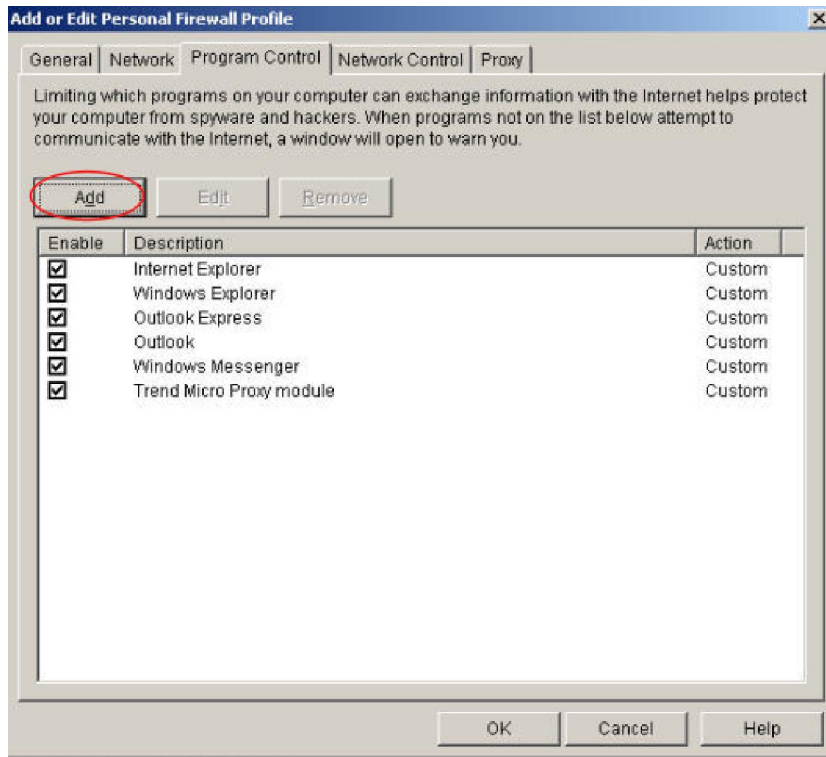 Add or Edit Personal Firewall Profile
General Network Program Control Network Control Proxy
Limiting which programs on your computer can exchange information with the Internet helps protect
your computer from spyware and hackers. When programs not on the list below attempt to
communicate with the Internet, a window will open to warn you.
Add Edit Remove
Enable Description Action
Internet Explorer Custom
Windows Explorer Custom
Outlook Express Custom
Outlook Custom
Windows Messenger Custom
Trend Micro Proxy module Custom
OK Cancel Help